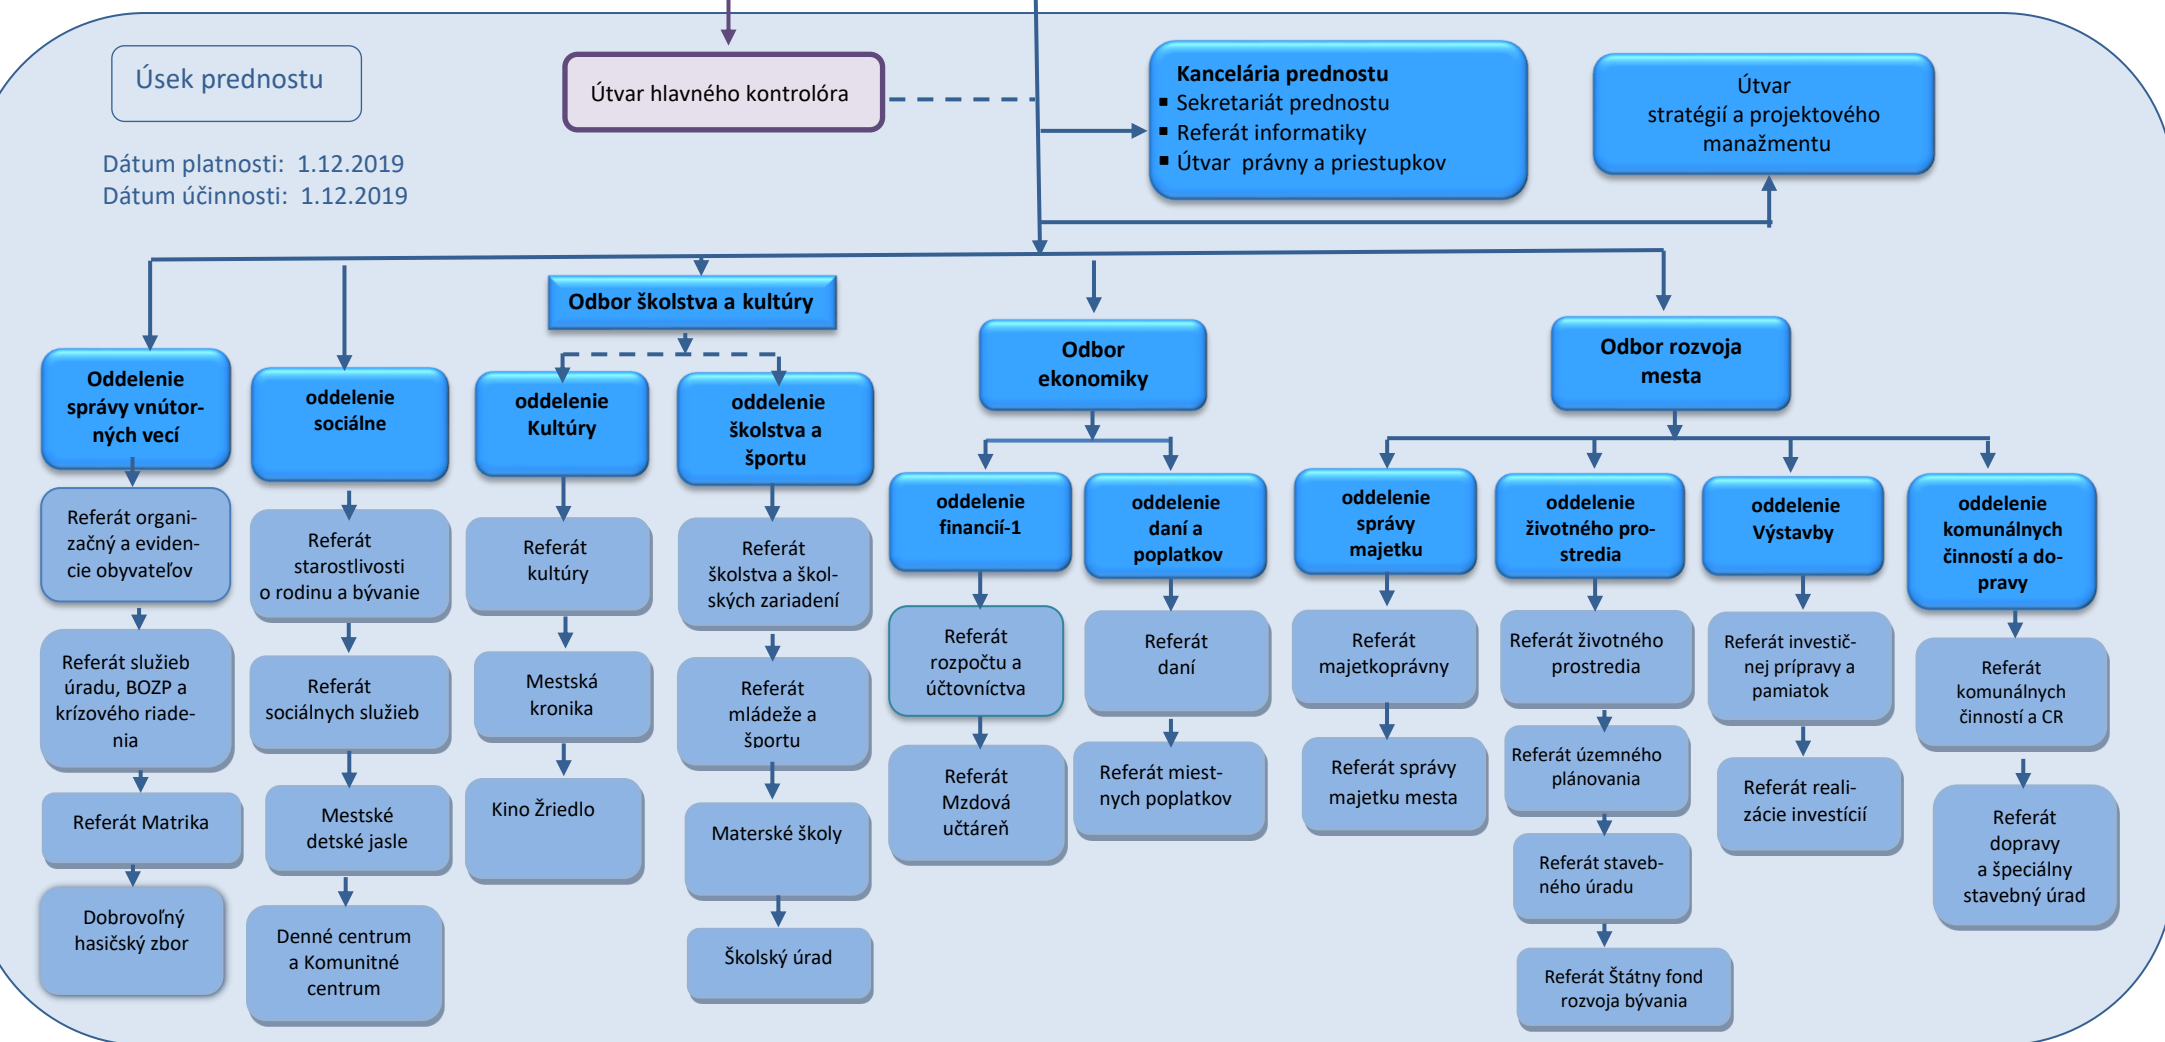 Úsek prednostu
Dátum platnosti:  1.12.2019
Dátum účinnosti:  1.12.2019
Útvar hlavného kontrolóra
Kancelária prednostu
▪ Sekretariát prednostu
▪ Referát informatiky
▪ Útvar  právny a priestupkov
Útvar
stratégií a projektového
manažmentu
Odbor školstva a kultúry
Odbor
ekonomiky
Odbor rozvoja
mesta
Oddelenie
správy vnútor-
ných vecí
oddelenie
sociálne
oddelenie
Kultúry
oddelenie
školstva a
športu
oddelenie
financií-1
oddelenie
daní a
poplatkov
oddelenie
správy
majetku
oddelenie
životného pro-
stredia
oddelenie
Výstavby
oddelenie
komunálnych
činností a do-
pravy
Referát organi-
začný a eviden-
cie obyvateľov
Referát služieb
úradu, BOZP a
krízového riade-
nia
Referát Matrika
Dobrovoľný
hasičský zbor
Referát
starostlivosti
o rodinu a bývanie
Referát
sociálnych služieb
Mestské
detské jasle
Denné centrum
a Komunitné
centrum
Referát
kultúry
Mestská
kronika
Kino Žriedlo
Referát
školstva a škol-
ských zariadení
Referát
mládeže a
športu
Materské školy
Školský úrad
Referát
rozpočtu a
účtovníctva
Referát
Mzdová
učtáreň
Referát
daní
Referát miest-
nych poplatkov
Referát
majetkoprávny
Referát správy
majetku mesta
Referát životného
prostredia
Referát územného
plánovania
Referát staveb-
ného úradu
Referát Štátny fond
rozvoja bývania
Referát investič-
nej prípravy a
pamiatok
Referát reali-
zácie investícií
Referát
komunálnych
činností a CR
Referát
dopravy
a špeciálny
stavebný úrad